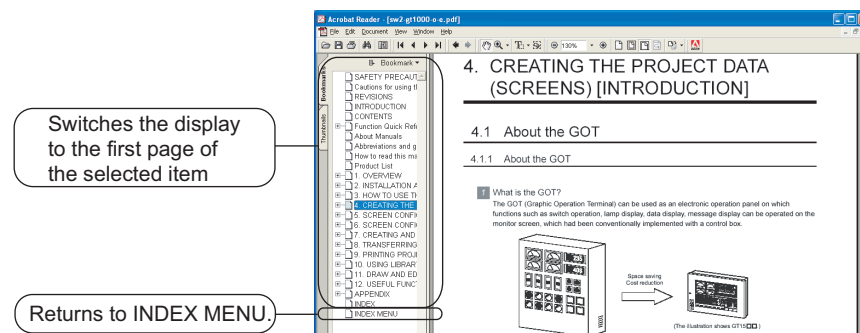 Acrobat Reader - [sw2-gt1000-o-e.pdf]
File Edit Document View Window Help
130%
Bookmarks
Thumbnails
Bookmark
SAFETY PRECAUT
Cautions for using t
REVISIONS
INTRODUCTION
CONTENTS
Function Quick Refe
About Manuals
Abbreviations and g
How to read this ma
Product List
1. OVERVIEW
2. INSTALLATION A
3. HOW TO USE TH
4. CREATING THE
5. SCREEN CONFI
6. SCREEN CONFI
7. CREATING AND
8. TRANSFERRING
9. PRINTING PROJ
10. USING LIBRAR
11. DRAW AND ED
12. USEFUL FUNC
APPENDIX
INDEX
INDEX MENU
Switches the display
to the first page of
the selected item
Returns to INDEX MENU.
4. CREATING THE PROJECT DATA
(SCREENS) [INTRODUCTION]
4.1 About the GOT
4.1.1 About the GOT
1 What is the GOT?
The GOT (Graphic Operation Terminal) can be used as an electronic operation panel on which
functions such as switch operation, lamp display, data display, message display can be operated on the
monitor screen, which had been conventionally implemented with a control box.
Space saving
Cost reduction
(The illustration shows GT15□□.)